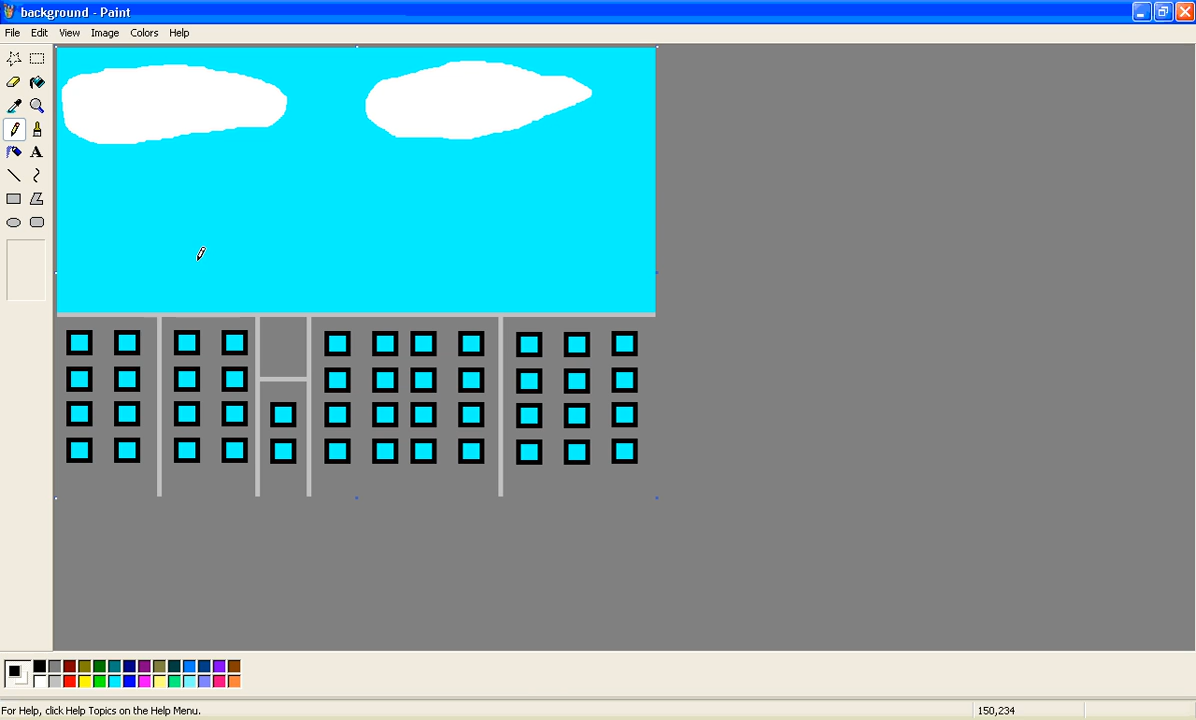 background - Paint
File Edit View Image Colors Help
A
For Help, click Help Topics on the Help Menu.
150,234